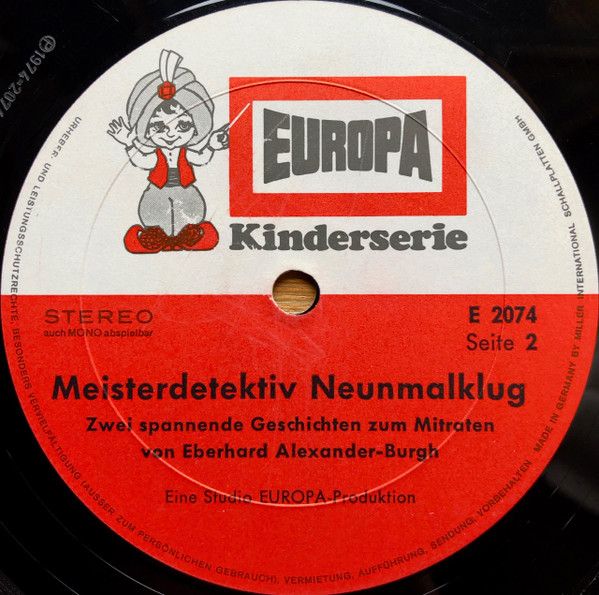 EUROPA
Kinderserie
STEREO
auch MONO abspielbar
E 2074
Seite 2
Meisterdetektiv Neunmalklug
Zwei spannende Geschichten zum Mitraten
von Eberhard Alexander-Burgh
Eine Studio EUROPA-Produktion
URHEBER- UND LEISTUNGSSCHUTZRECHTE, BESONDERS VERVIELFÄLTIGUNG (AUSSER ZUM PERSÖNLICHEN GEBRAUCH), VERMIETUNG, AUFFÜHRUNG, SENDUNG, VORBEHALTEN. MADE IN GERMANY BY MILLER INTERNATIONAL SCHALLPLATTEN GMBH